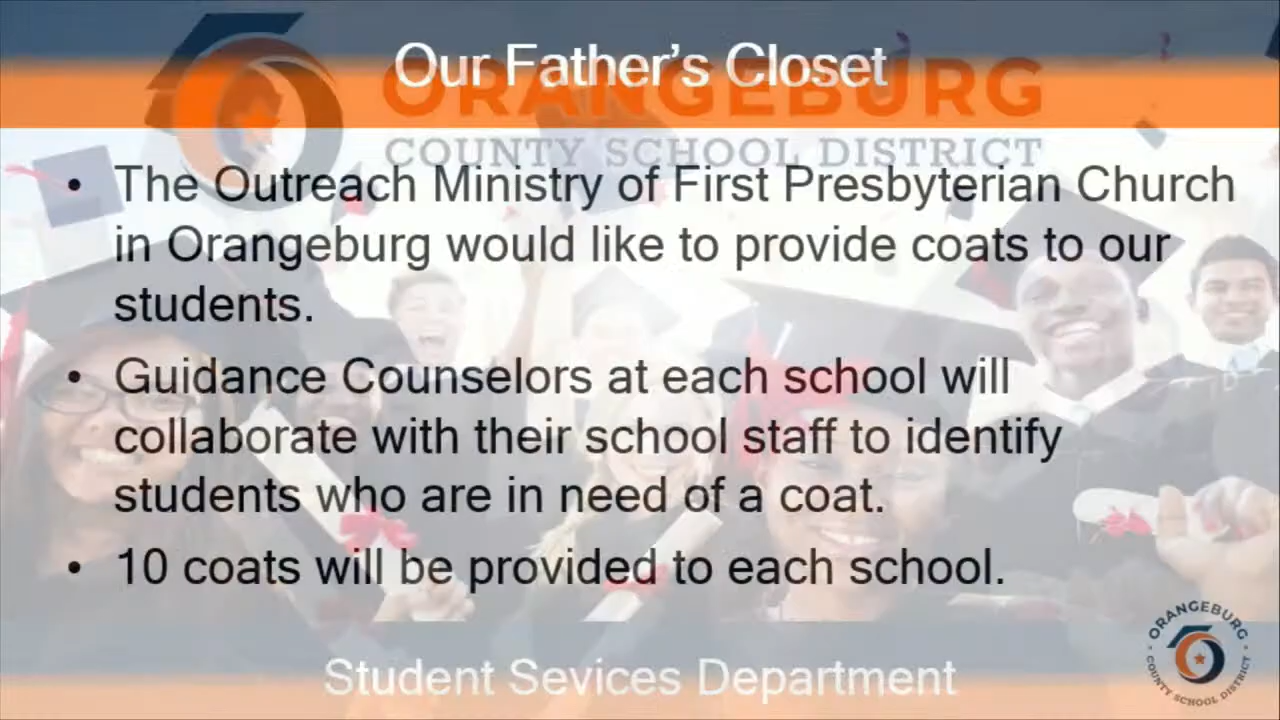 Our Father's Closet
ORANGEBURG
COUNTY SCHOOL DISTRICT
• The Outreach Ministry of First Presbyterian Church
in Orangeburg would like to provide coats to our
students.
• Guidance Counselors at each school will
collaborate with their school staff to identify
students who are in need of a coat.
• 10 coats will be provided to each school.
Student Sevices Department
ORANGEBURG
COUNTY SCHOOL DISTRICT